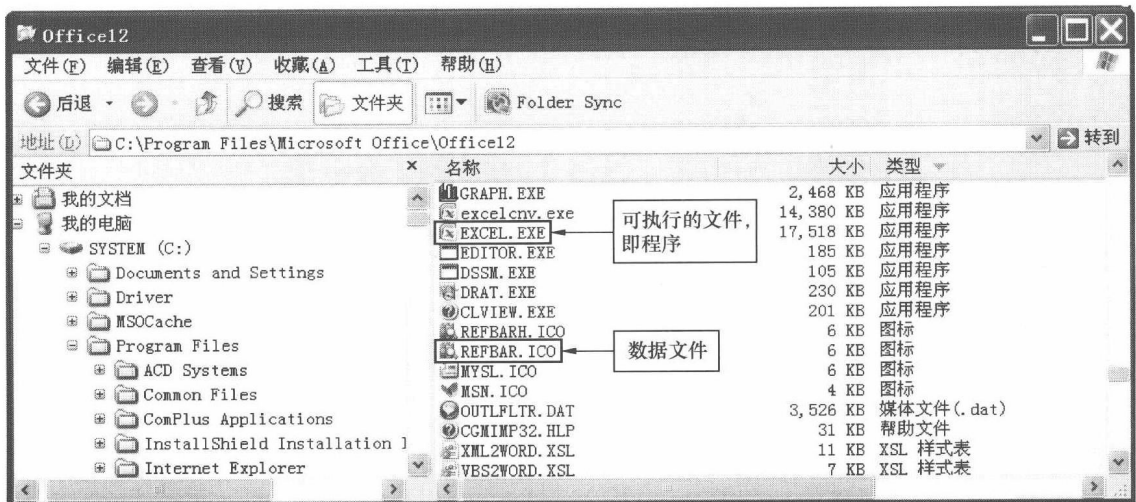 Office12
文件(F) 编辑(E) 查看(V) 收藏(A) 工具(T) 帮助(H)
后退 搜索 文件夹 Folder Sync
地址(D) C:\Program Files\Microsoft Office\Office12 转到
文件夹 × 名称 大小 类型
我的文档
我的电脑
SYSTEM (C:)
Documents and Settings
Driver
MSOCache
Program Files
ACD Systems
Common Files
ComPlus Applications
InstallShield Installation I
Internet Explorer
GRAPH.EXE 2,468 KB 应用程序
excelcnv.exe 14,380 KB 应用程序
EXCEL.EXE 17,518 KB 应用程序
EDITOR.EXE 185 KB 应用程序
DSSM.EXE 105 KB 应用程序
DRAT.EXE 230 KB 应用程序
CLVIEW.EXE 201 KB 应用程序
REFBARH.ICO 6 KB 图标
REFBAR.ICO 6 KB 图标
MYSL.ICO 6 KB 图标
MSN.ICO 4 KB 图标
OUTLFLTR.DAT 3,526 KB 媒体文件(.dat)
CGMIMP32.HLP 31 KB 帮助文件
XML2WORD.XSL 11 KB XSL 样式表
VBS2WORD.XSL 7 KB XSL 样式表
可执行的文件,
即程序
数据文件